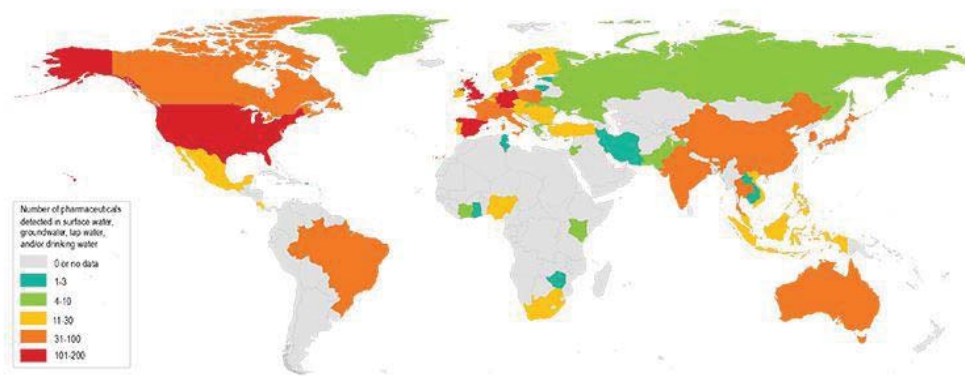 Number of pharmaceuticals
detected in surface water,
groundwater, tap water,
and/or drinking water
0 or no data
1-3
4-10
11-30
31-100
101-200